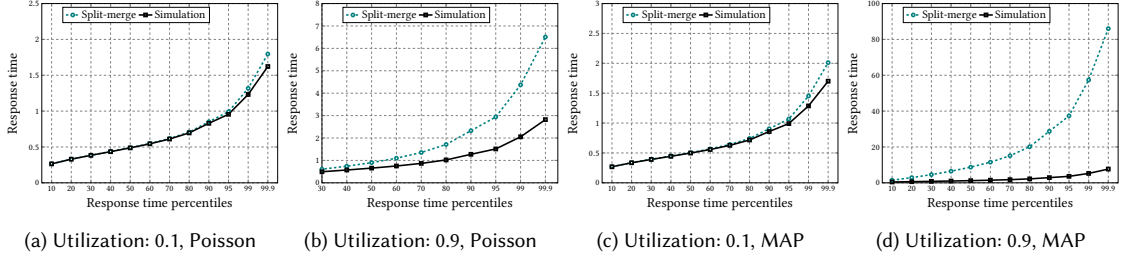 Split-merge Simulation
2.5
2
1.5
1
0.5
0
Response time
10 20 30 40 50 60 70 80 90 95 99 99.9
Response time percentiles
(a) Utilization: 0.1, Poisson
Split-merge Simulation
8
7
6
5
4
3
2
1
0
Response time
30 40 50 60 70 80 90 95 99 99.9
Response time percentiles
(b) Utilization: 0.9, Poisson
Split-merge Simulation
3
2.5
2
1.5
1
0.5
0
Response time
10 20 30 40 50 60 70 80 90 95 99 99.9
Response time percentiles
(c) Utilization: 0.1, MAP
Split-merge Simulation
100
80
60
40
20
0
Response time
10 20 30 40 50 60 70 80 90 95 99 99.9
Response time percentiles
(d) Utilization: 0.9, MAP